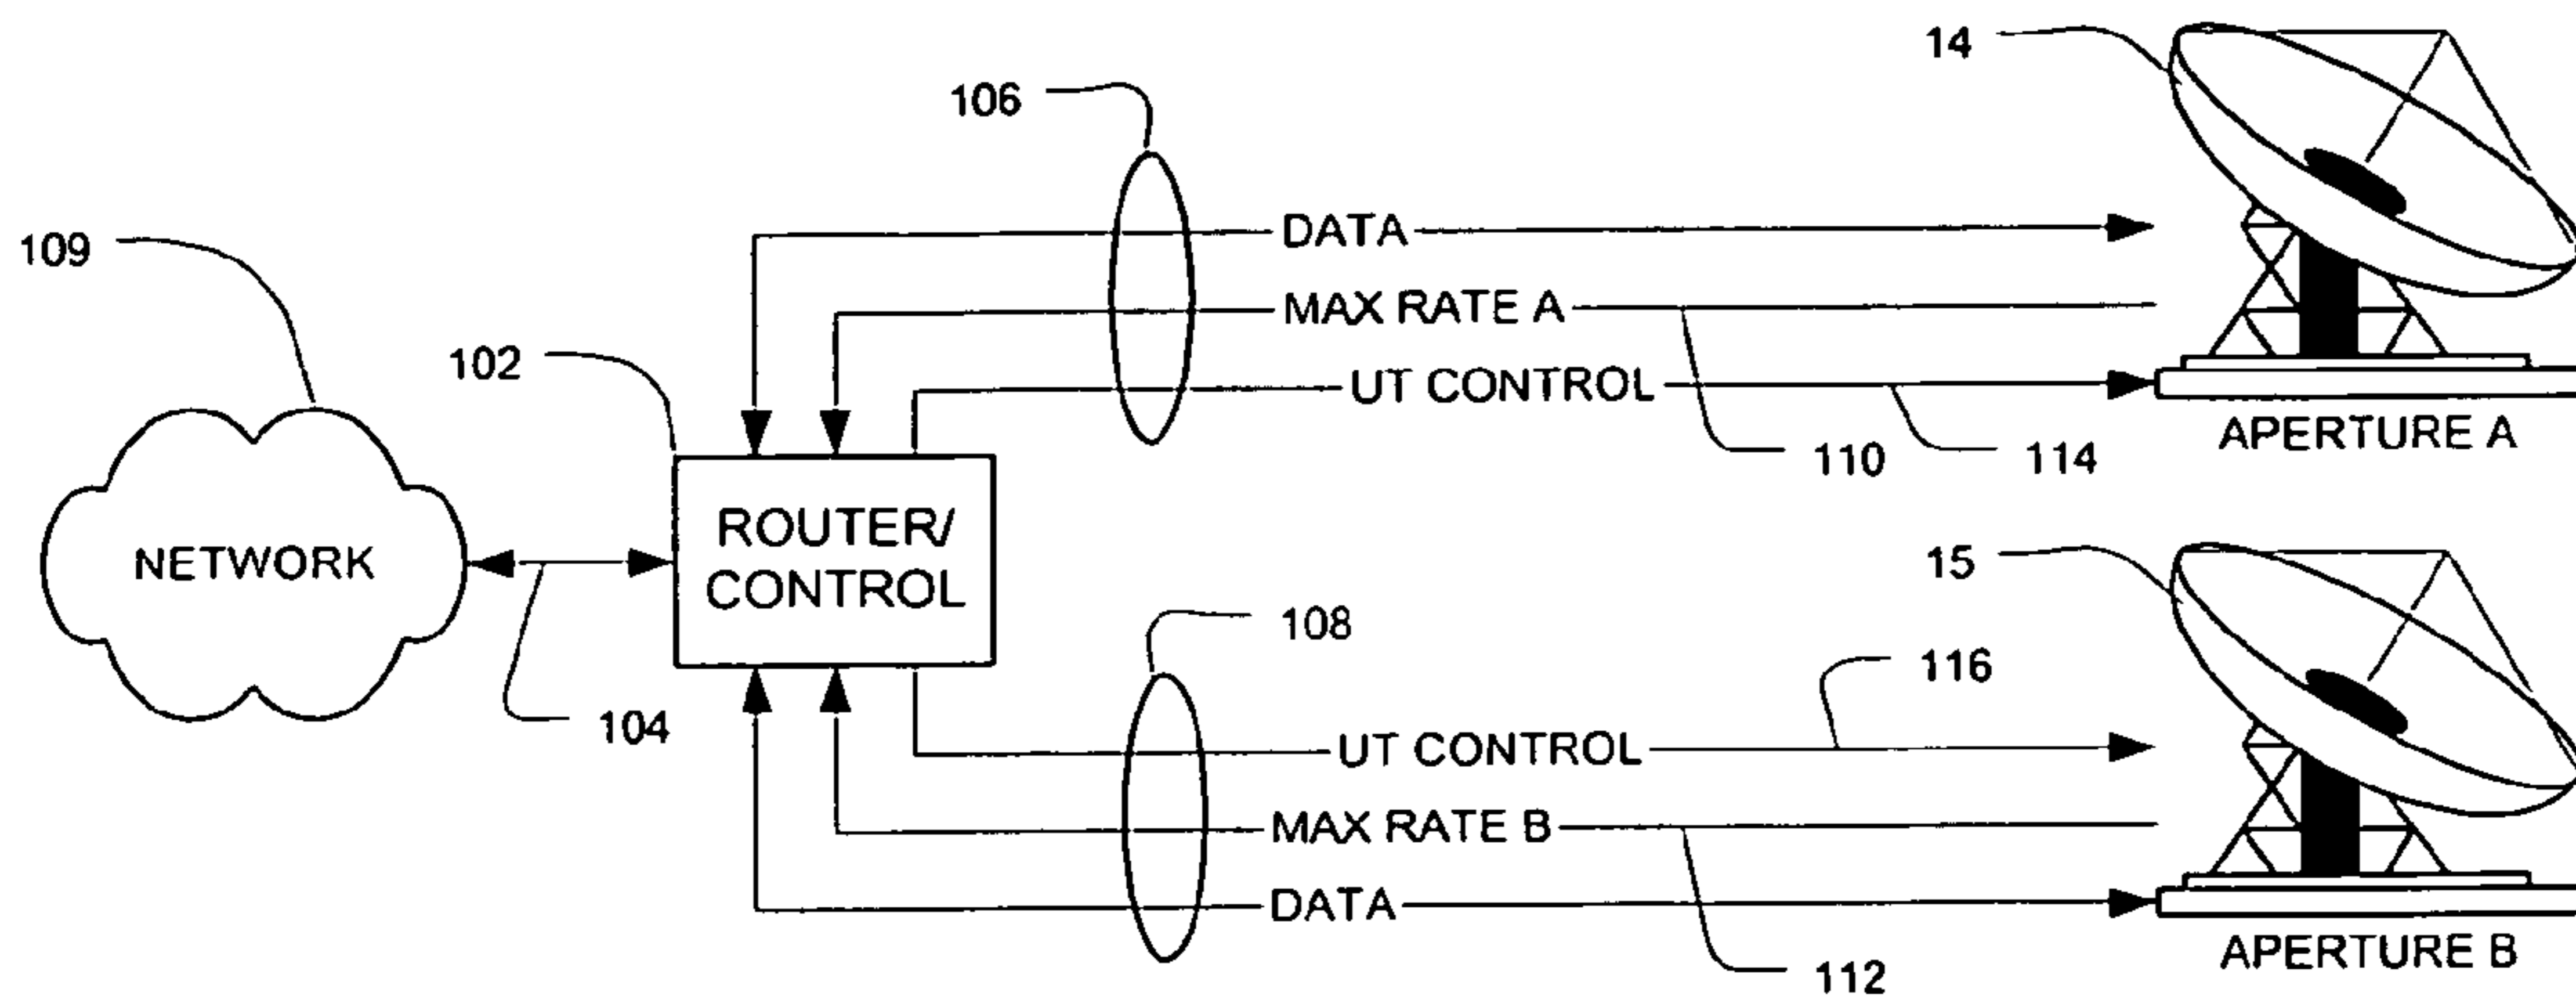 14
106
DATA
109
MAX RATE A
102
UT CONTROL
APERTURE A
110
114
ROUTER/
CONTROL
NETWORK
15
108
116
104
UT CONTROL
MAX RATE B
DATA
APERTURE B
112